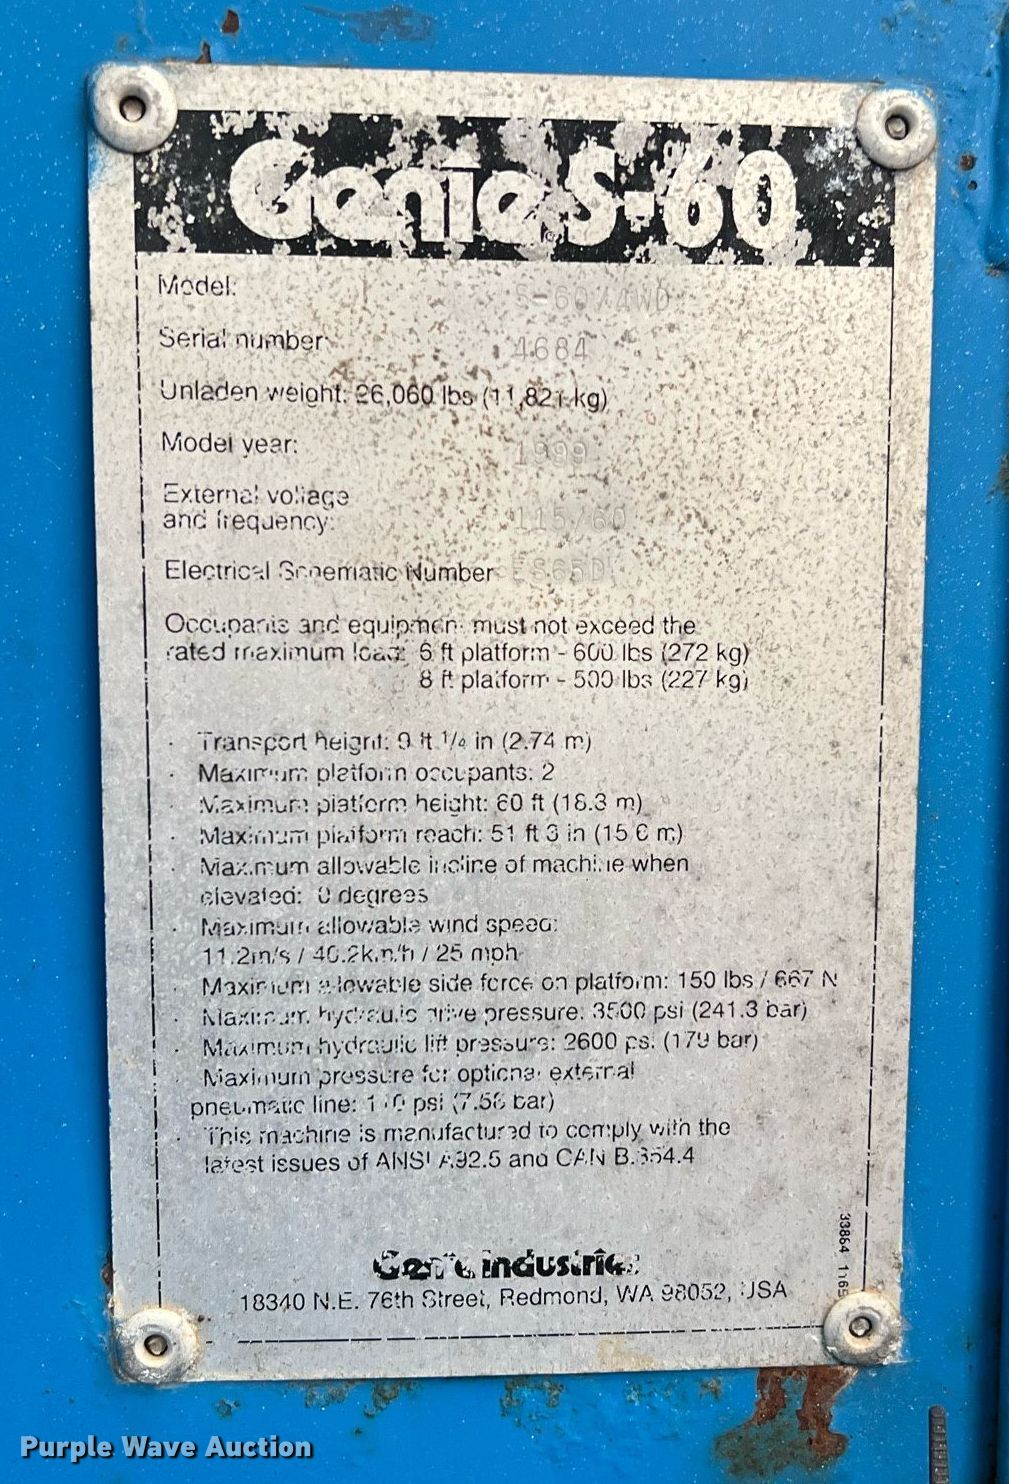 Genie S-60
Model: S-60/4WD
Serial number: 4684
Unladen weight: 26,060 lbs (11,821 kg)
Model year: 1999
External voltage
and frequency: 115/60
Electrical Schematic Number ES65D
Occupants and equipment must not exceed the
rated maximum load: 6 ft platform - 600 lbs (272 kg)
8 ft platform - 500 lbs (227 kg)
· Transport height: 9 ft 1/4 in (2.74 m)
· Maximum platform occupants: 2
· Maximum platform height: 60 ft (18.3 m)
· Maximum platform reach: 51 ft 3 in (15.6 m)
· Maximum allowable incline of machine when
elevated: 0 degrees
· Maximum allowable wind speed:
11.2m/s / 40.2km/h / 25 mph
· Maximum allowable side force on platform: 150 lbs / 667 N
· Maximum hydraulic drive pressure: 3500 psi (241.3 bar)
· Maximum hydraulic lift pressure: 2600 psi (179 bar)
· Maximum pressure for optional external
pneumatic line: 110 psi (7.58 bar)
· This machine is manufactured to comply with the
latest issues of ANSI A92.5 and CAN B.354.4
33864
Genie Industries
18340 N.E. 76th Street, Redmond, WA 98052, USA
Purple Wave Auction